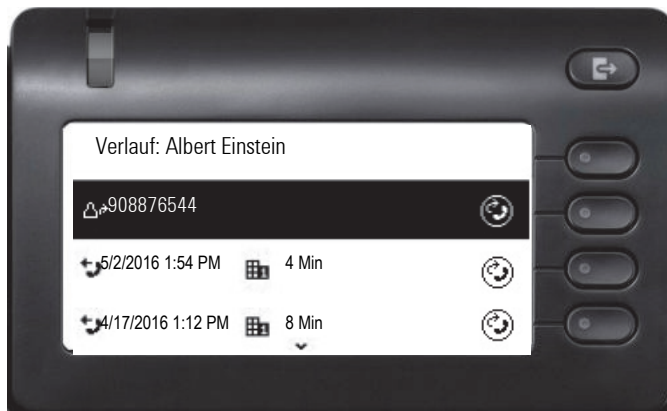 Verlauf: Albert Einstein
908876544
5/2/2016 1:54 PM 4 Min
4/17/2016 1:12 PM 8 Min